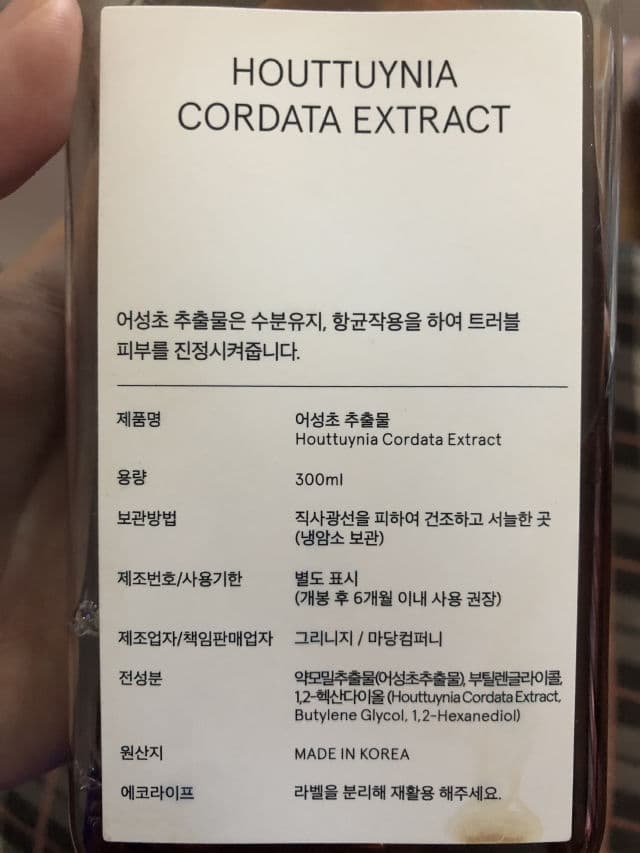 HOUTTUYNIA
CORDATA EXTRACT
어성초 추출물은 수분유지, 항균작용을 하여 트러블
피부를 진정시켜줍니다.
제품명 어성초 추출물
Houttuynia Cordata Extract
용량 300ml
보관방법 직사광선을 피하여 건조하고 서늘한 곳
(냉암소 보관)
제조번호/사용기한 별도 표시
(개봉 후 6개월 이내 사용 권장)
제조업자/책임판매업자 그리니지 / 마당컴퍼니
전성분 약모밀추출물(어성초추출물), 부틸렌글라이콜,
1,2-헥산다이올 (Houttuynia Cordata Extract,
Butylene Glycol, 1,2-Hexanediol)
원산지 MADE IN KOREA
에코라이프 라벨을 분리해 재활용 해주세요.